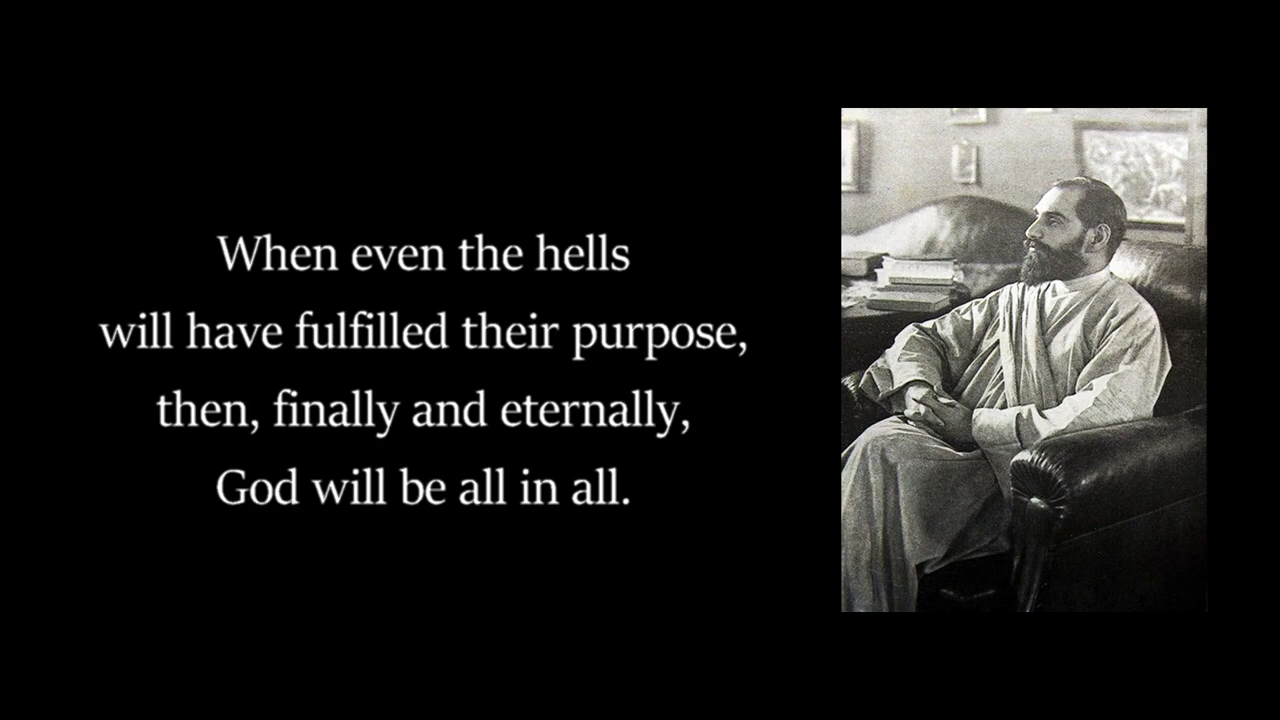 When even the hells
will have fulfilled their purpose,
then, finally and eternally,
God will be all in all.